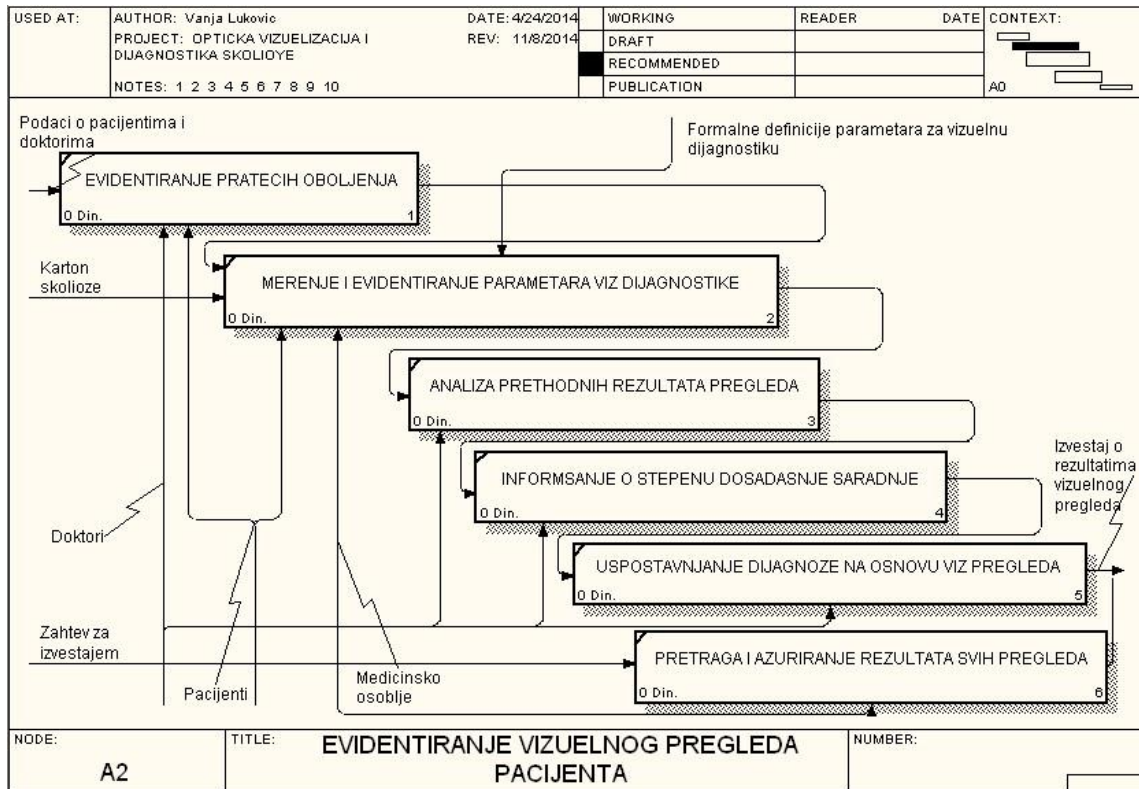 USED AT:
AUTHOR: Vanja Lukovic
DATE: 4/24/2014
WORKING
READER
DATE
CONTEXT:
PROJECT: OPTICKA VIZUELIZACIJA I
REV: 11/8/2014
DRAFT
DIJAGNOSTIKA SKOLIOYE
RECOMMENDED
NOTES: 1 2 3 4 5 6 7 8 9 10
PUBLICATION
A0
Podaci o pacijentima i
doktorima
Formalne definicije parametara za vizuelnu
dijagnostiku
EVIDENTIRANJE PRATECIH OBOLJENJA
0 Din.
1
Karton
skolioze
MERENJE I EVIDENTIRANJE PARAMETARA VIZ DIJAGNOSTIKE
0 Din.
2
ANALIZA PRETHODNIH REZULTATA PREGLEDA
0 Din.
3
INFORMSANJE O STEPENU DOSADASNJE SARADNJE
0 Din.
4
Izvestaj o
rezultatima
vizuelnog
pregleda
Doktori
USPOSTAVNJANJE DIJAGNOZE NA OSNOVU VIZ PREGLEDA
0 Din.
5
Zahtev za
izvestajem
PRETRAGA I AZURIRANJE REZULTATA SVIH PREGLEDA
0 Din.
6
Pacijenti
Medicinsko
osoblje
NODE:
A2
TITLE:
EVIDENTIRANJE VIZUELNOG PREGLEDA
PACIJENTA
NUMBER: